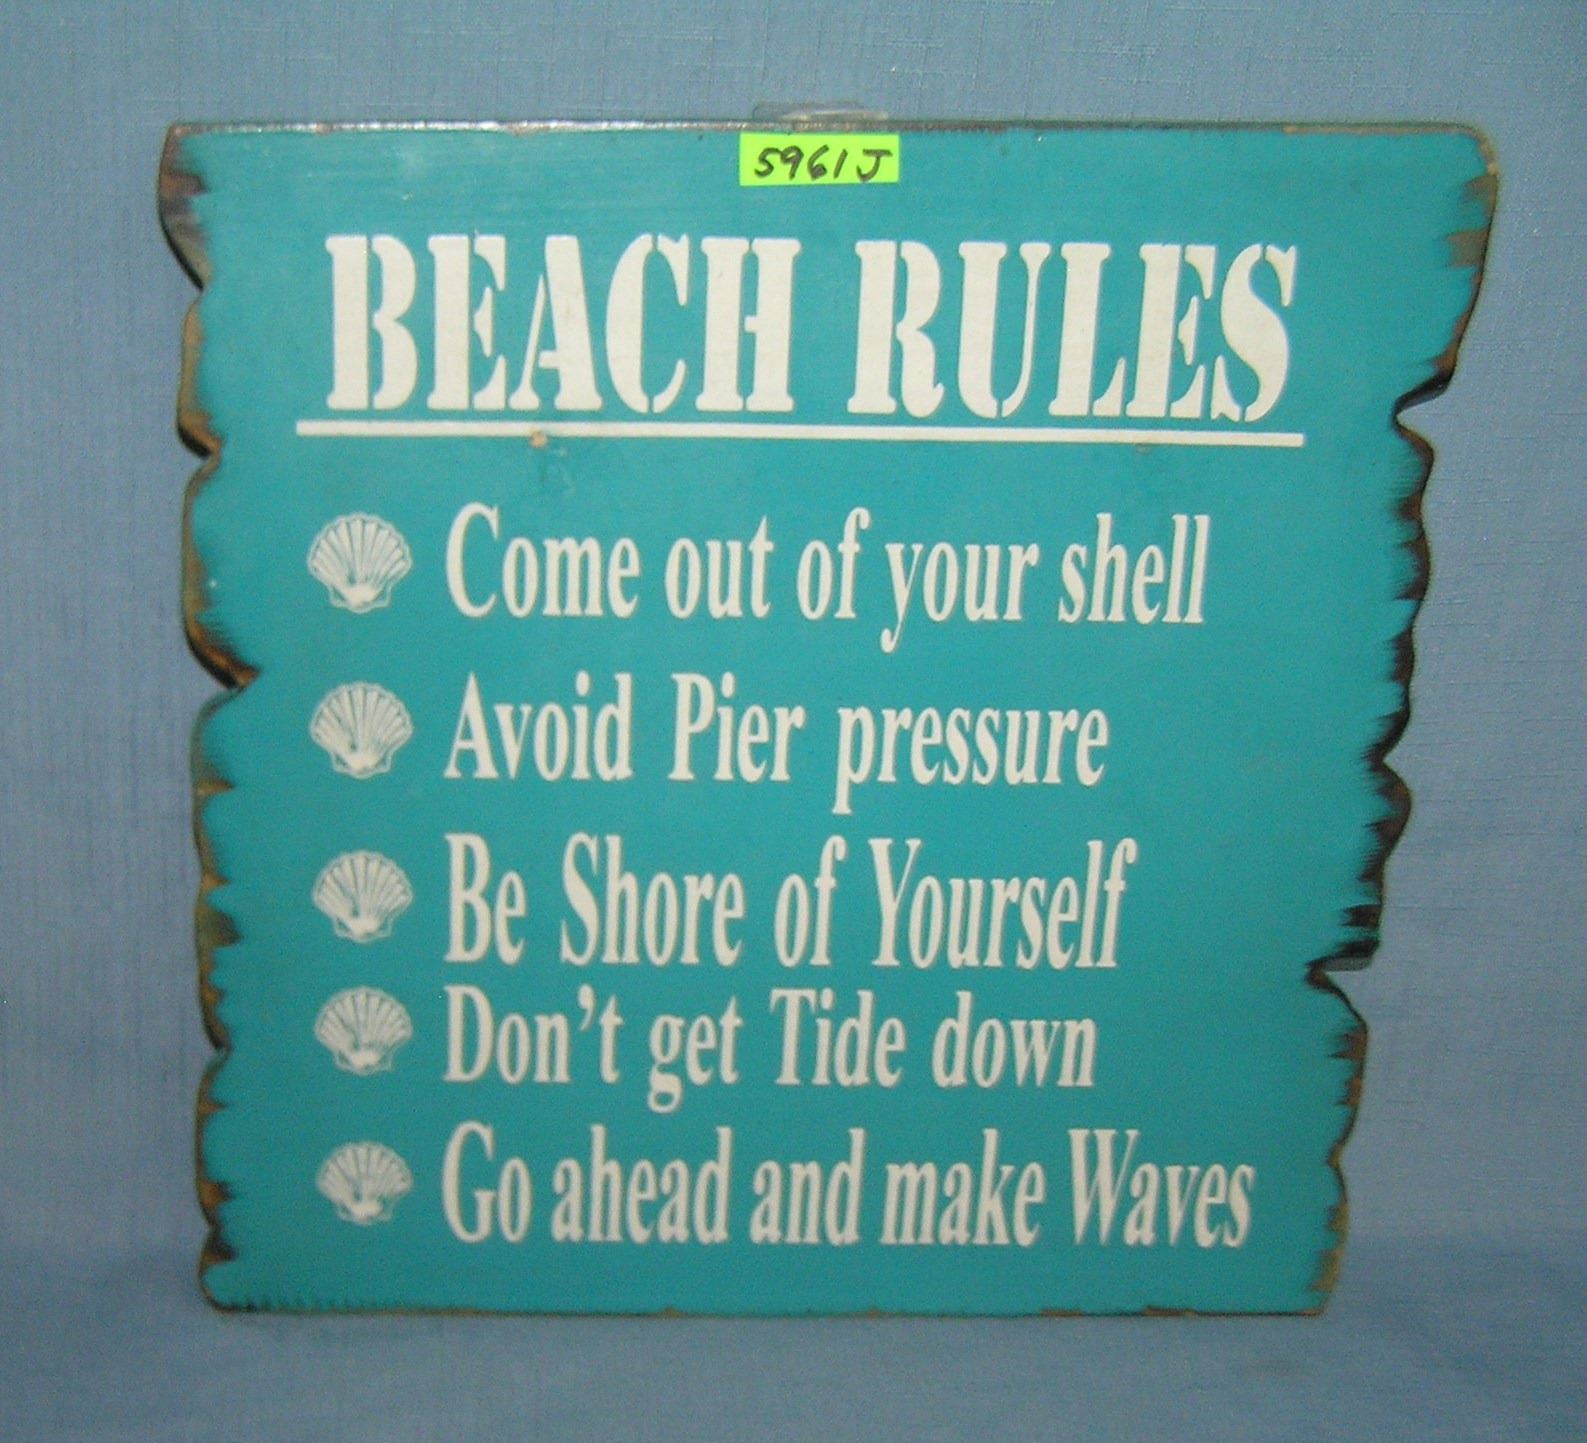 5961J
BEACH RULES
Come out of your shell
Avoid Pier pressure
Be Shore of Yourself
Don't get Tide down
Go ahead and make Waves